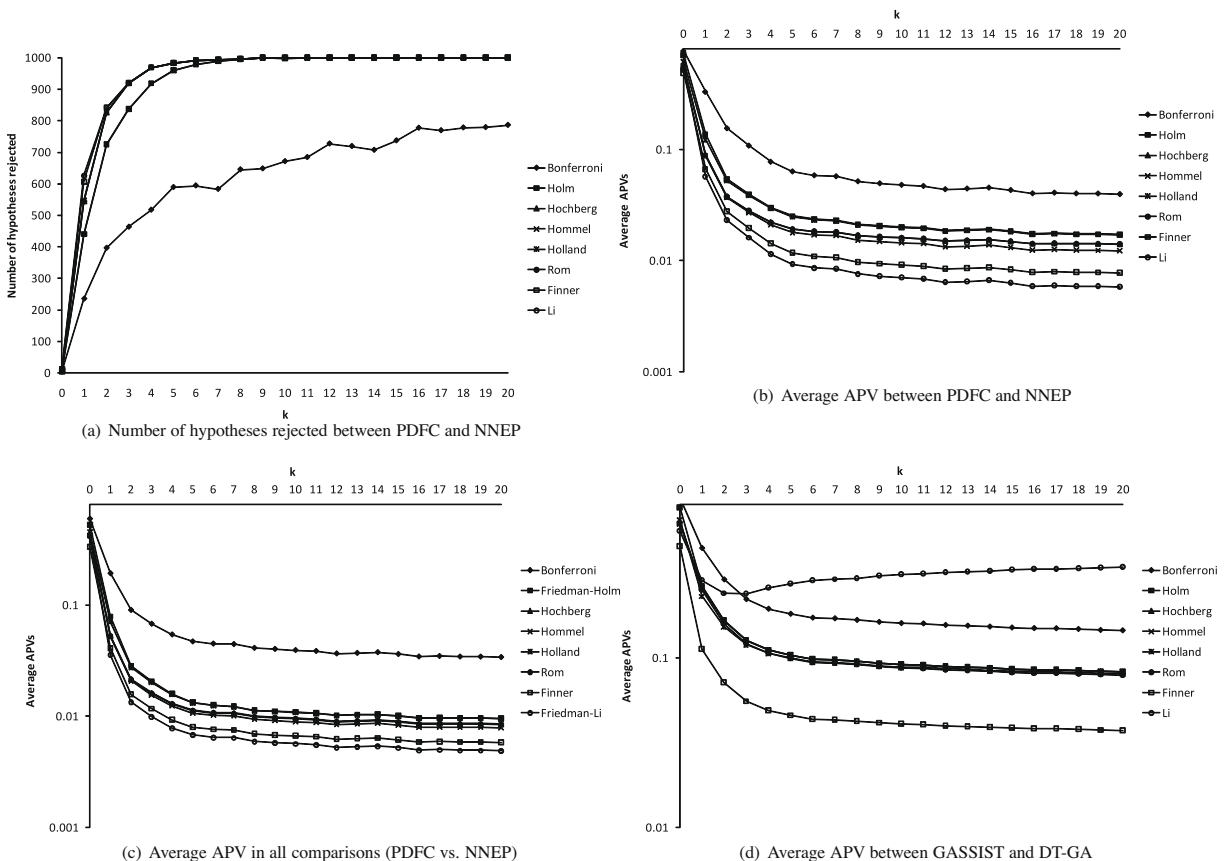 Number of hypotheses rejected
1000
900
800
700
600
500
400
300
200
100
0
0 1 2 3 4 5 6 7 8 9 10 11 12 13 14 15 16 17 18 19 20
k
Bonferroni
Holm
Hochberg
Hommel
Holland
Rom
Finner
Li
(a) Number of hypotheses rejected between PDFC and NNEP
k
0 1 2 3 4 5 6 7 8 9 10 11 12 13 14 15 16 17 18 19 20
Average APVs
0.1
0.01
0.001
Bonferroni
Holm
Hochberg
Hommel
Holland
Rom
Finner
Li
(b) Average APV between PDFC and NNEP
k
0 1 2 3 4 5 6 7 8 9 10 11 12 13 14 15 16 17 18 19 20
Average APVs
0.1
0.01
0.001
Bonferroni
Friedman-Holm
Hochberg
Hommel
Holland
Rom
Finner
Friedman-Li
(c) Average APV in all comparisons (PDFC vs. NNEP)
k
0 1 2 3 4 5 6 7 8 9 10 11 12 13 14 15 16 17 18 19 20
Average APVs
0.1
0.01
Bonferroni
Holm
Hochberg
Hommel
Holland
Rom
Finner
Li
(d) Average APV between GASSIST and DT-GA